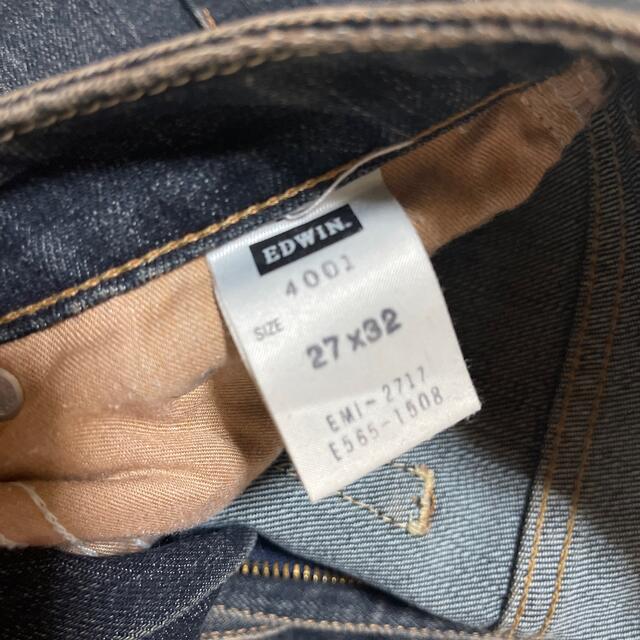 EDWIN.
4001
SIZE 27x32
EMI-2717
E565-1508